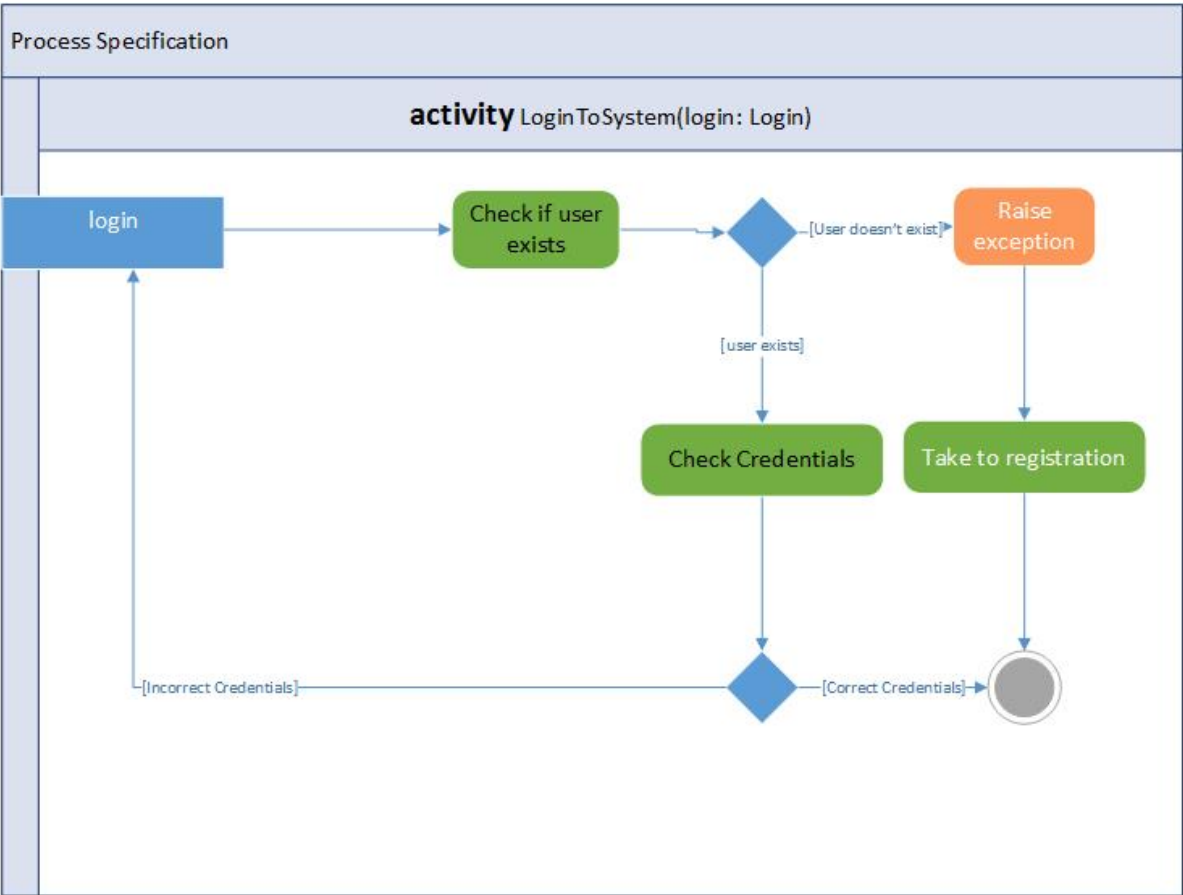 Process Specification
activity LoginToSystem(login: Login)
login
Check if user
exists
[User doesn't exist]
Raise
exception
[user exists]
Check Credentials
Take to registration
[Incorrect Credentials]
[Correct Credentials]